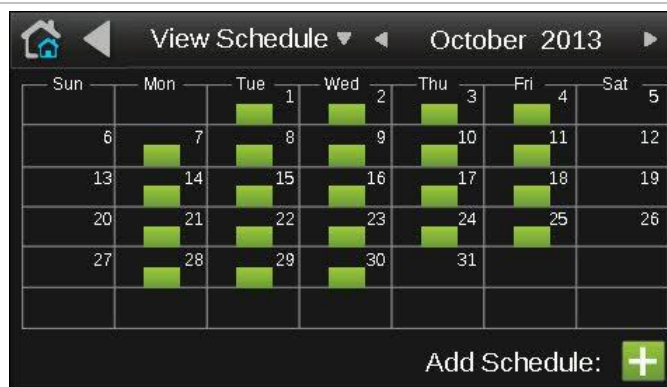 View Schedule October 2013
Sun Mon Tue Wed Thu Fri Sat
1 2 3 4 5
6 7 8 9 10 11 12
13 14 15 16 17 18 19
20 21 22 23 24 25 26
27 28 29 30 31
Add Schedule: +